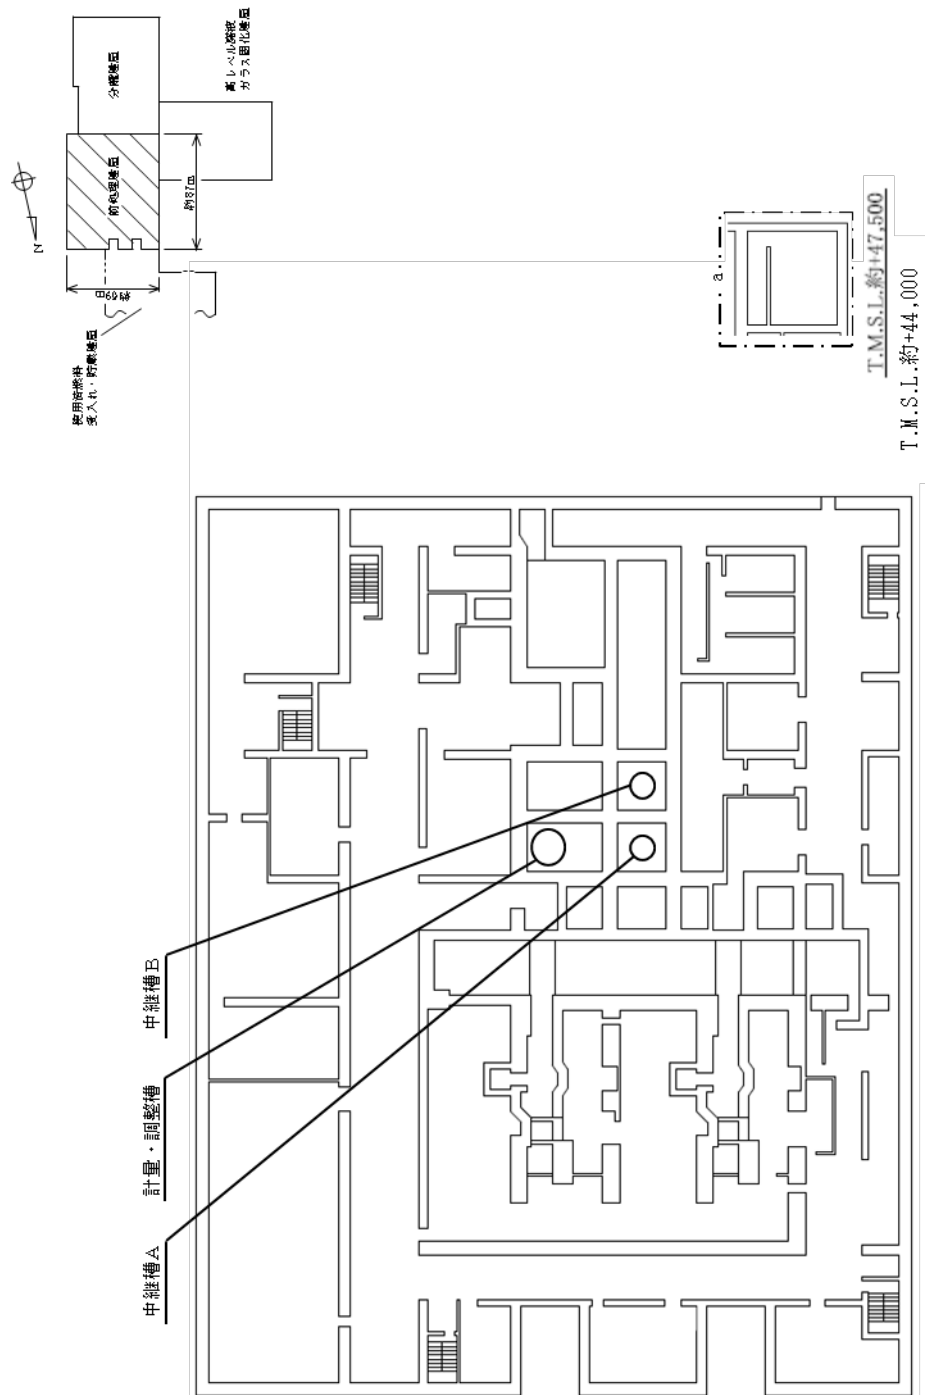 分離建屋
高レベル廃液
ガラス固化建屋
前処理建屋
約87m
約69m
N
使用済燃料
受入れ・貯蔵建屋
a
T.M.S.L.約+47,500
T.M.S.L.約+44,000
中継槽B
計量・調整槽
中継槽A